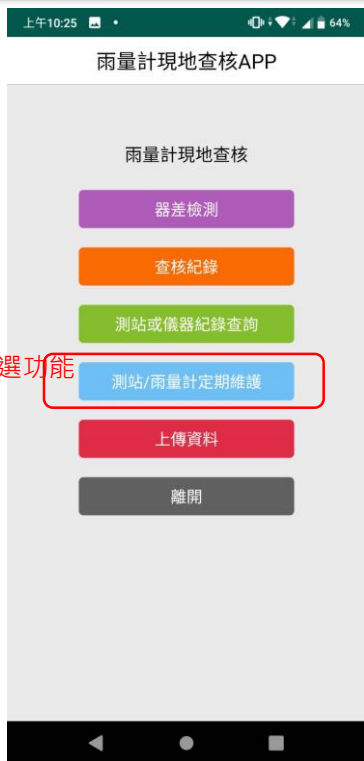 上午10:25
64%
雨量計現地查核APP
雨量計現地查核
器差檢測
查核紀錄
測站或儀器紀錄查詢
選功能
測站/雨量計定期維護
上傳資料
離開